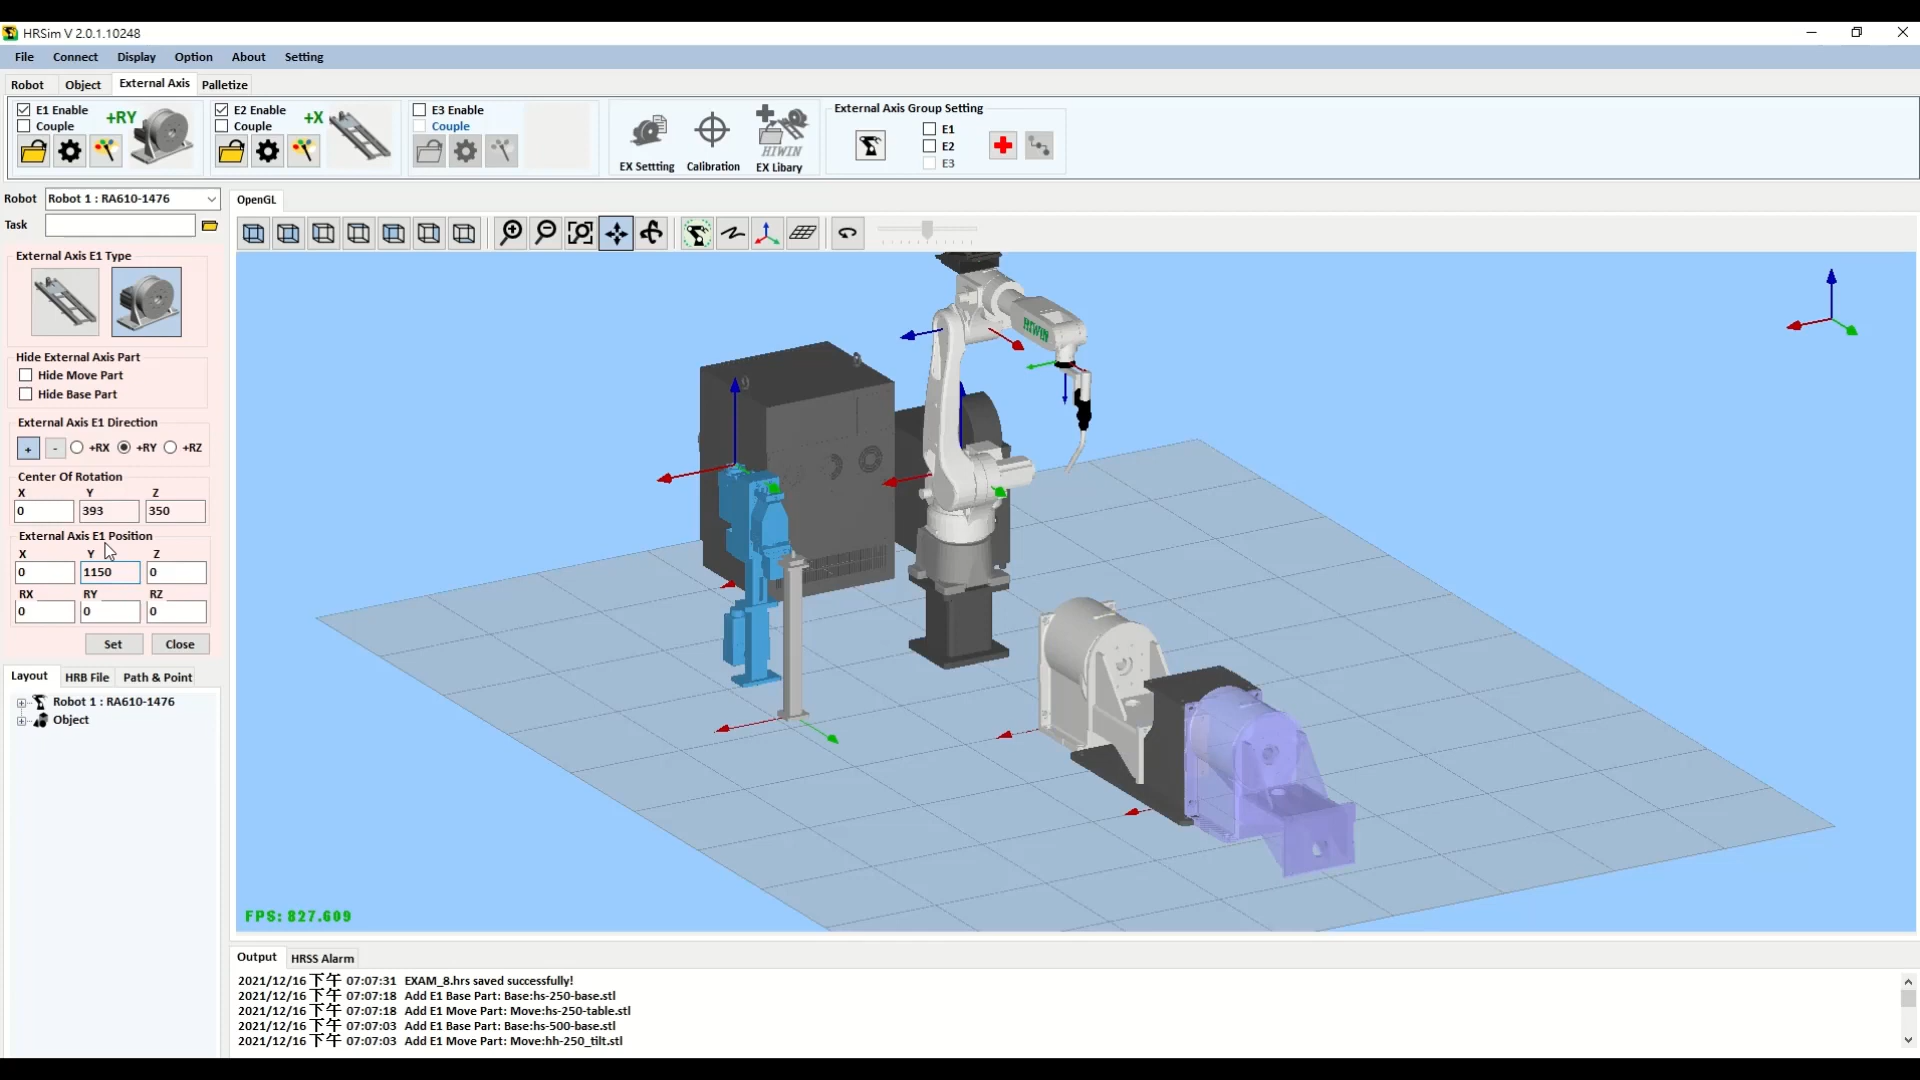 HRSim V 2.0.1.10248
File Connect Display Option About Setting
Robot Object External Axis Palletize
E1 Enable
Couple
+RY
E2 Enable
Couple
+X
E3 Enable
Couple
EX Settting
Calibration
HIWIN
EX Libary
External Axis Group Setting
E1
E2
E3
Robot Robot 1 : RA610-1476
Task
OpenGL
External Axis E1 Type
Hide External Axis Part
Hide Move Part
Hide Base Part
External Axis E1 Direction
+ - +RX +RY +RZ
Center Of Rotation
X Y Z
0 393 350
External Axis E1 Position
X Y Z
0 1150 0
RX RY RZ
0 0 0
Set Close
Layout HRB File Path & Point
Robot 1 : RA610-1476
Object
HIWIN
FPS: 827.609
Output HRSS Alarm
2021/12/16 下午 07:07:31 EXAM_8.hrs saved successfully!
2021/12/16 下午 07:07:18 Add E1 Base Part: Base:hs-250-base.stl
2021/12/16 下午 07:07:18 Add E1 Move Part: Move:hs-250-table.stl
2021/12/16 下午 07:07:03 Add E1 Base Part: Base:hs-500-base.stl
2021/12/16 下午 07:07:03 Add E1 Move Part: Move:hh-250_tilt.stl